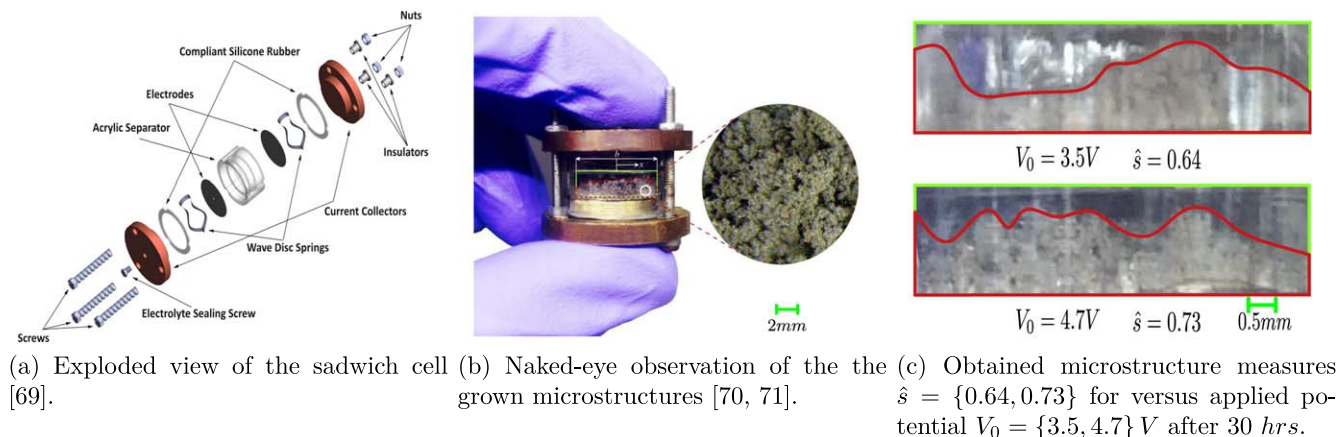 Nuts
Compliant Silicone Rubber
Electrodes
Acrylic Separator
Insulators
Current Collectors
Wave Disc Springs
Electrolyte Sealing Screw
Screws
b
x
2mm
V₀ = 3.5V ŝ = 0.64
V₀ = 4.7V ŝ = 0.73 0.5mm
(a) Exploded view of the sadwich cell
[69].
(b) Naked-eye observation of the the
grown microstructures [70, 71].
(c) Obtained microstructure measures
ŝ = {0.64, 0.73} for versus applied po-
tential V₀ = {3.5, 4.7} V after 30 hrs.